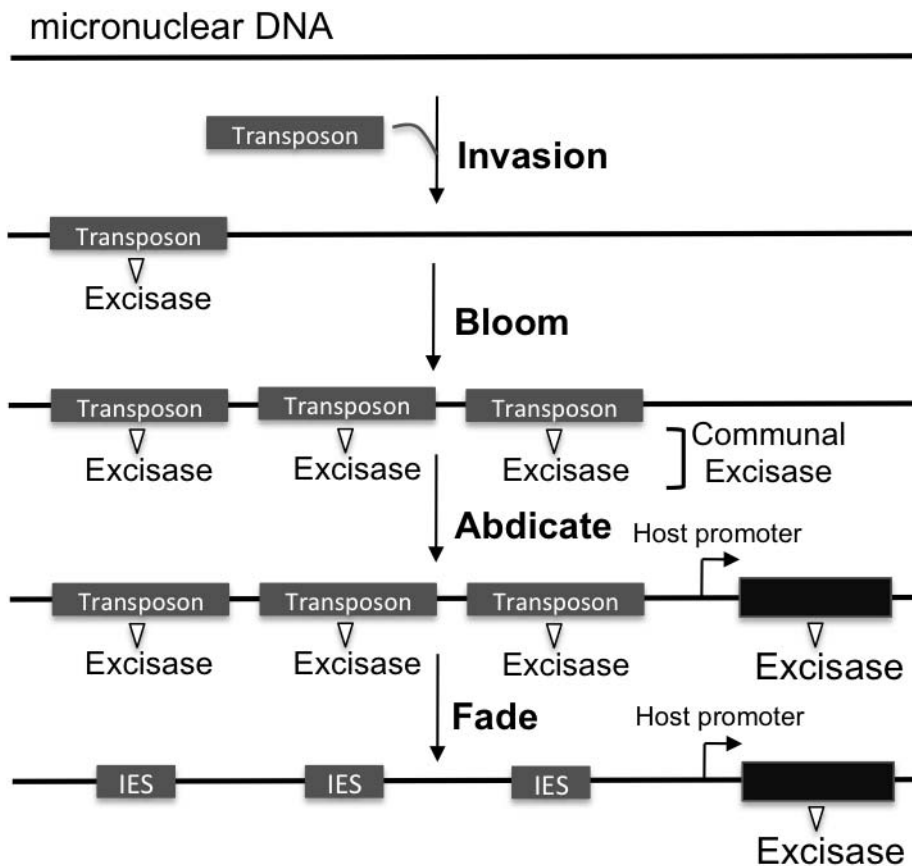 micronuclear DNA
Transposon
Invasion
Transposon
Excisase
Bloom
Transposon Transposon Transposon
Excisase Excisase Excisase
Communal
Excisase
Abdicate
Host promoter
Transposon Transposon Transposon
Excisase Excisase Excisase Excisase
Fade
Host promoter
IES IES IES
Excisase